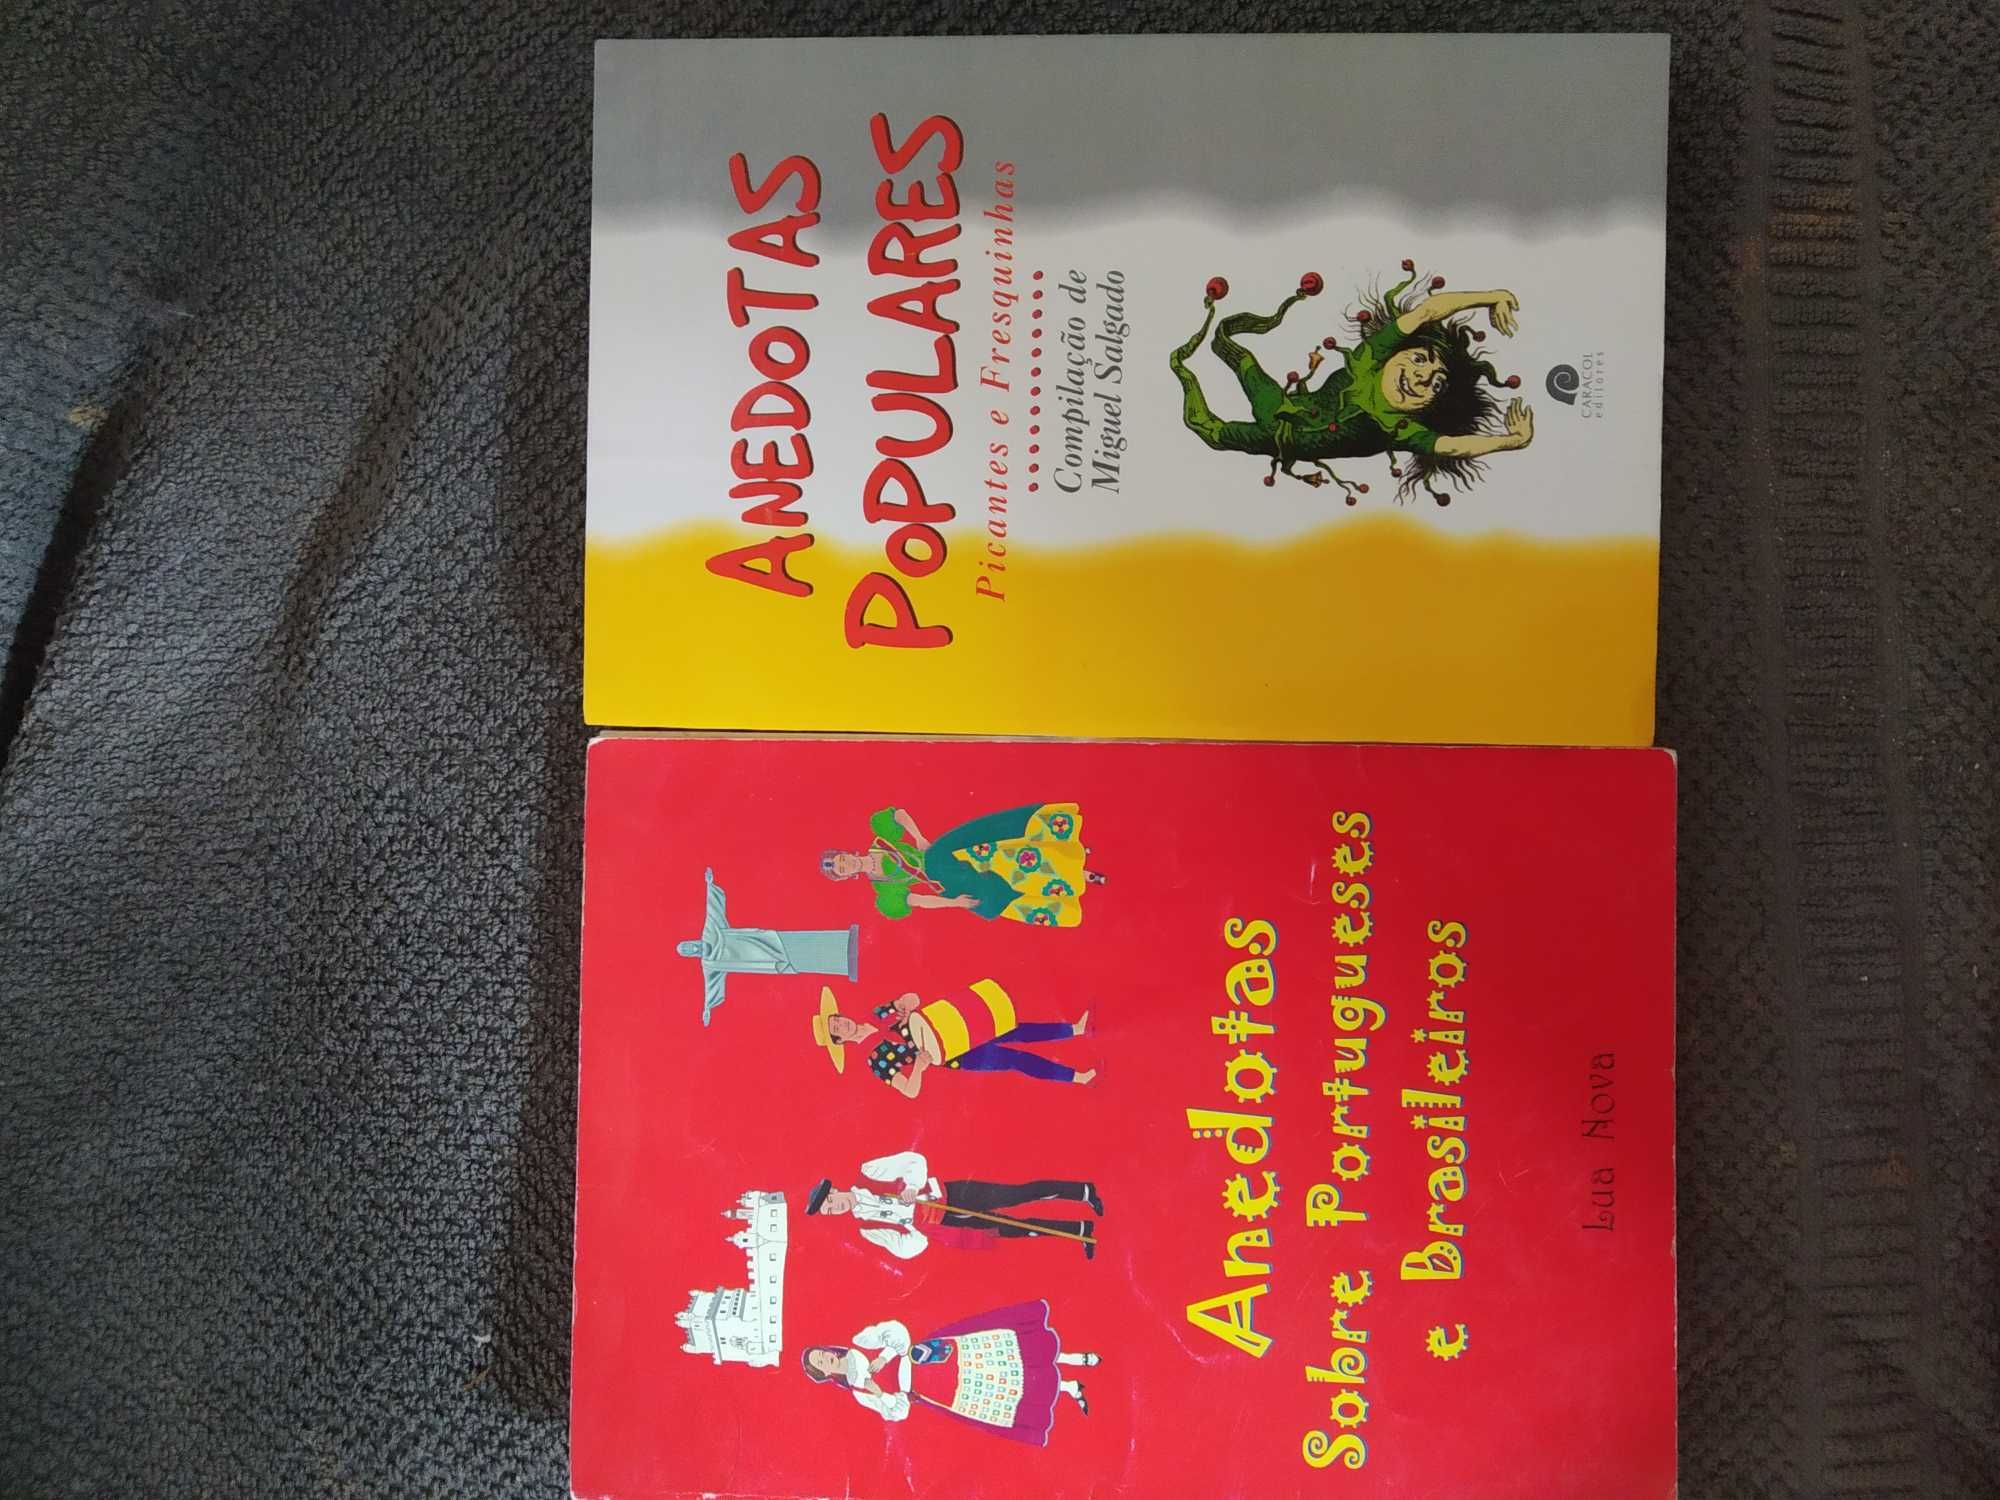 Anedotas
Sobre Portugueses
e Brasileiros
Lua Nova
ANEDOTAS
POPULARES
Picantes e Fresquinhas
Compilação de
Miguel Salgado
CARACOL
editores